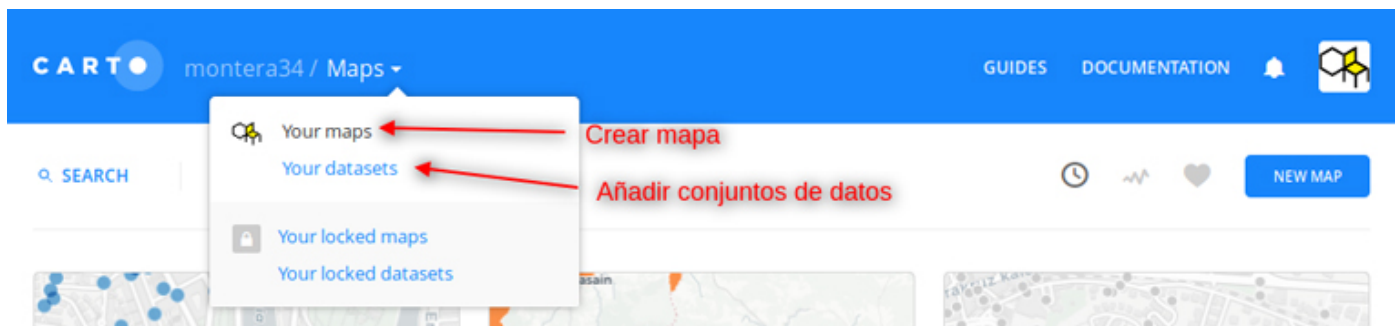 CARTO montera34 / Maps GUIDES DOCUMENTATION
Your maps Crear mapa
Your datasets
SEARCH Añadir conjuntos de datos NEW MAP
Your locked maps
Your locked datasets
asain